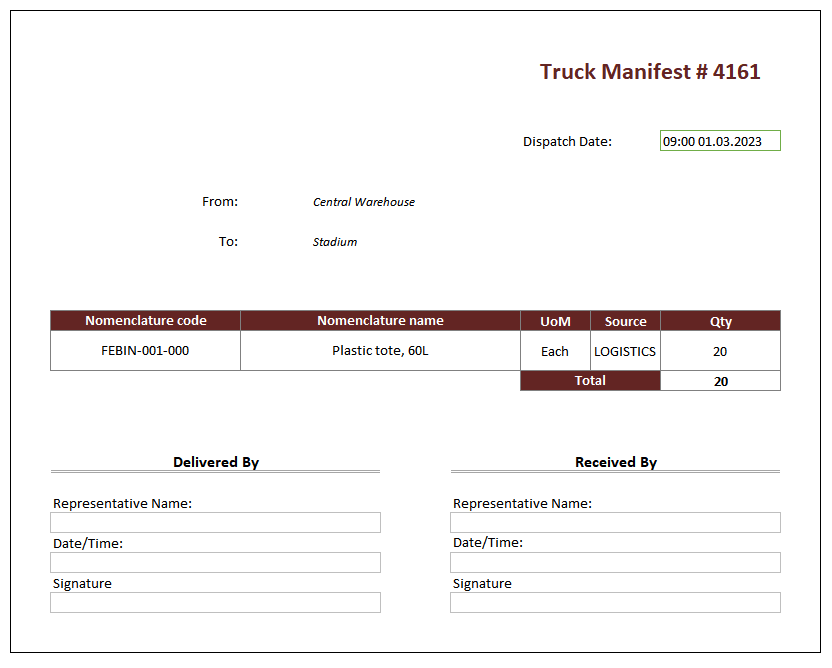 Truck Manifest # 4161
Dispatch Date: 09:00 01.03.2023
From: Central Warehouse
To: Stadium
Nomenclature code Nomenclature name UoM Source Qty
FEBIN-001-000 Plastic tote, 60L Each LOGISTICS 20
Total 20
Delivered By Received By
Representative Name: Representative Name:
Date/Time: Date/Time:
Signature Signature